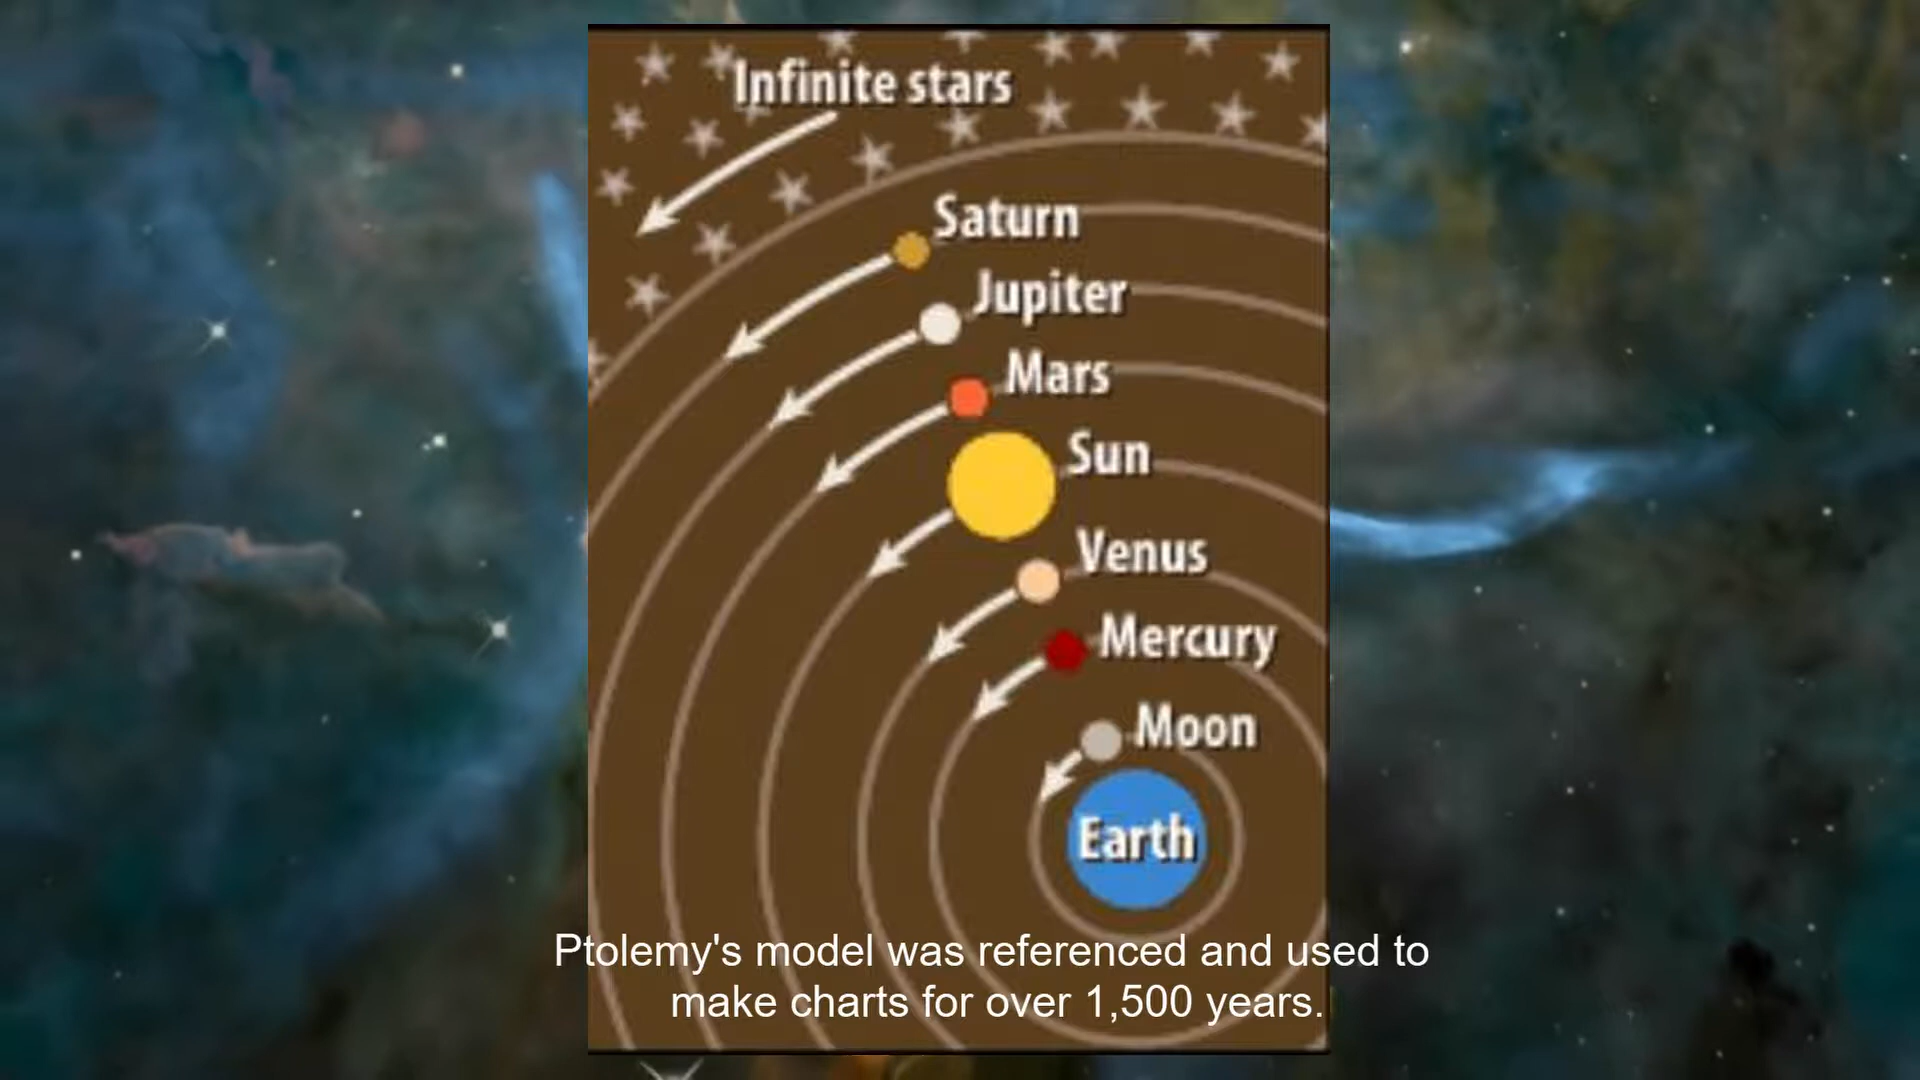 Infinite stars
Saturn
Jupiter
Mars
Sun
Venus
Mercury
Moon
Earth
Ptolemy's model was referenced and used to
make charts for over 1,500 years.